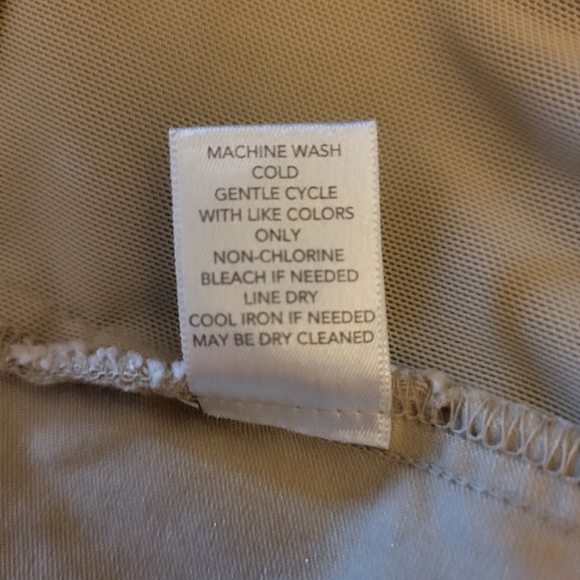 MACHINE WASH
COLD
GENTLE CYCLE
WITH LIKE COLORS
ONLY
NON-CHLORINE
BLEACH IF NEEDED
LINE DRY
COOL IRON IF NEEDED
MAY BE DRY CLEANED